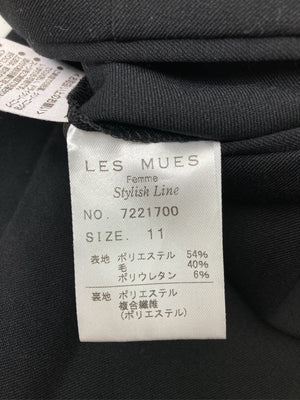 LES MUES
Femme
Stylish Line
NO. 7221700
SIZE. 11
表地 ポリエステル 54%
毛 40%
ポリウレタン 6%
裏地 ポリエステル
複合繊維
(ポリエステル)